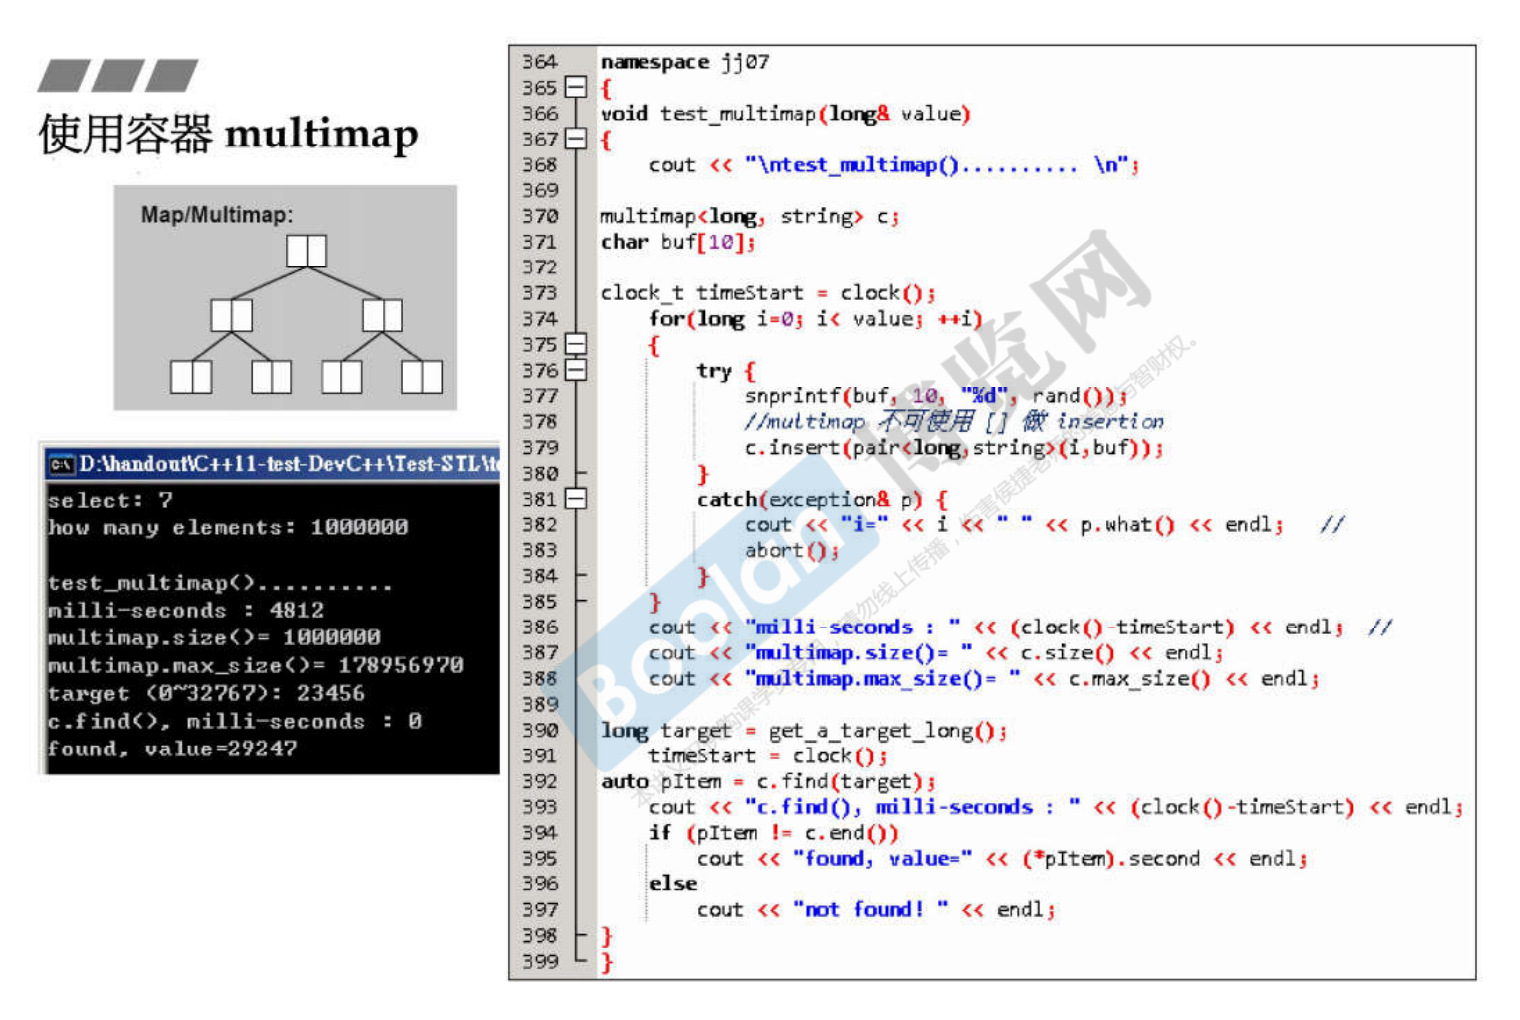 使用容器 multimap
Map/Multimap:
D:\handout\C++11-test-DevC++\Test-STL\te
select: 7
how many elements: 1000000
test_multimap()..........
milli-seconds : 4812
multimap.size()= 1000000
multimap.max_size()= 178956970
target (0~32767): 23456
c.find(), milli-seconds : 0
found, value=29247
364 namespace jj07
365 {
366 void test_multimap(long& value)
367 {
368 cout << "\ntest_multimap().......... \n";
369
370 multimap<long, string> c;
371 char buf[10];
372
373 clock_t timeStart = clock();
374 for(long i=0; i< value; ++i)
375 {
376 try {
377 snprintf(buf, 10, "%d", rand());
378 //multimap 不可使用 [] 做 insertion
379 c.insert(pair<long,string>(i,buf));
380 }
381 catch(exception& p) {
382 cout << "i=" << i << " " << p.what() << endl; //
383 abort();
384 }
385 }
386 cout << "milli-seconds : " << (clock()-timeStart) << endl; //
387 cout << "multimap.size()= " << c.size() << endl;
388 cout << "multimap.max_size()= " << c.max_size() << endl;
389
390 long target = get_a_target_long();
391 timeStart = clock();
392 auto pItem = c.find(target);
393 cout << "c.find(), milli-seconds : " << (clock()-timeStart) << endl;
394 if (pItem != c.end())
395 cout << "found, value=" << (*pItem).second << endl;
396 else
397 cout << "not found! " << endl;
398 }
399 }
Boolan
博览网